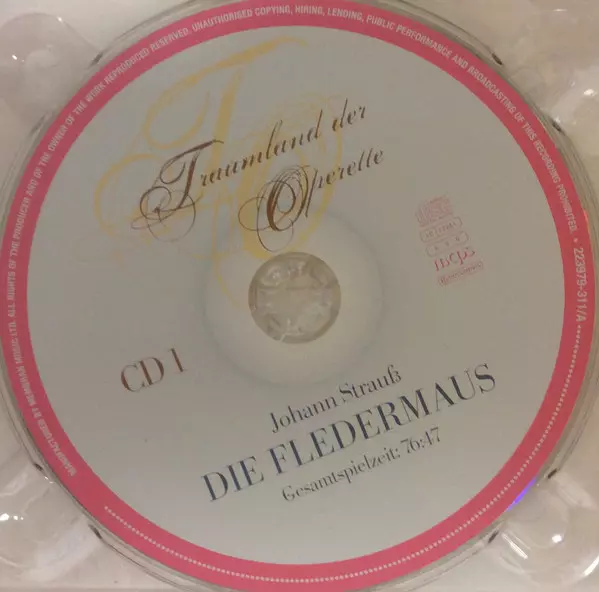 Traumland der
Operette
mcps
CD 1
Johann Strauß
DIE FLEDERMAUS
Gesamtspielzeit: 76:47
MANUFACTURED BY MEMBRAN MUSIC LTD. ALL RIGHTS OF THE PRODUCER AND OF THE OWNER OF THE WORK REPRODUCED RESERVED. UNAUTHORISED COPYING, HIRING, LENDING, PUBLIC PERFORMANCE AND BROADCASTING OF THIS RECORDING PROHIBITED. • 223979-311/A